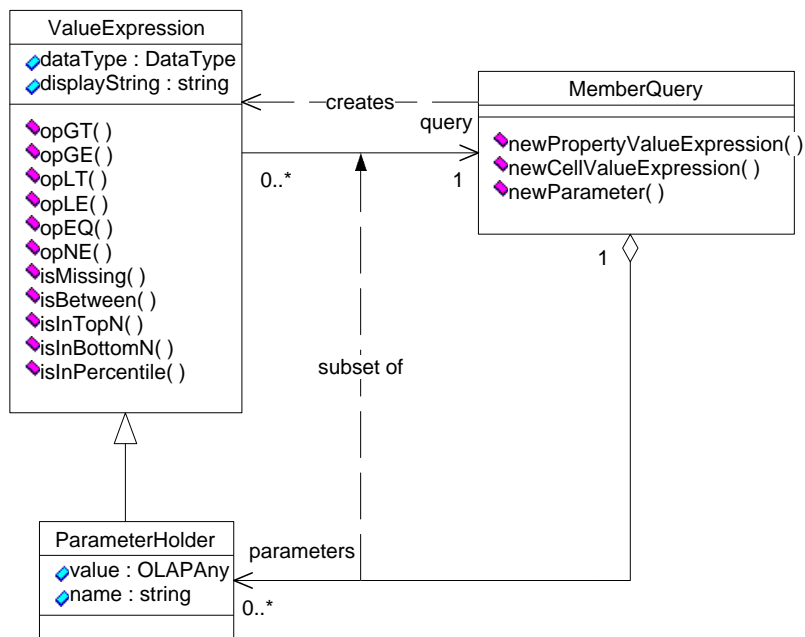 ValueExpression
dataType : DataType
displayString : string
opGT( )
opGE( )
opLT( )
opLE( )
opEQ( )
opNE( )
isMissing( )
isBetween( )
isInTopN( )
isInBottomN( )
isInPercentile( )
creates
query
0..*
1
MemberQuery
newPropertyValueExpression( )
newCellValueExpression( )
newParameter( )
1
subset of
ParameterHolder
value : OLAPAny
name : string
parameters
0..*